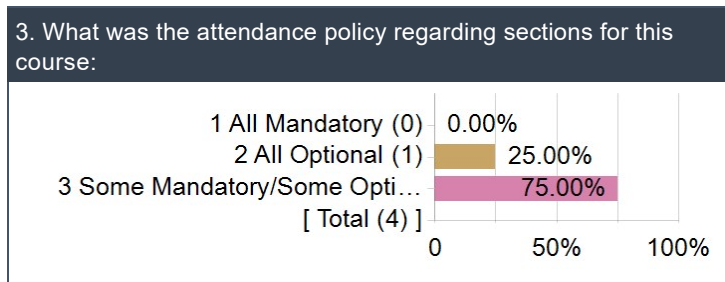 3. What was the attendance policy regarding sections for this
course:
1 All Mandatory (0) 0.00%
2 All Optional (1) 25.00%
3 Some Mandatory/Some Opti... 75.00%
[ Total (4) ]
0 50% 100%